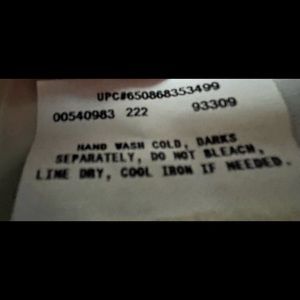 UPC#650868353499
00540983 222 93309
HAND WASH COLD, DARKS
SEPARATELY, DO NOT BLEACH,
LINE DRY, COOL IRON IF NEEDED.